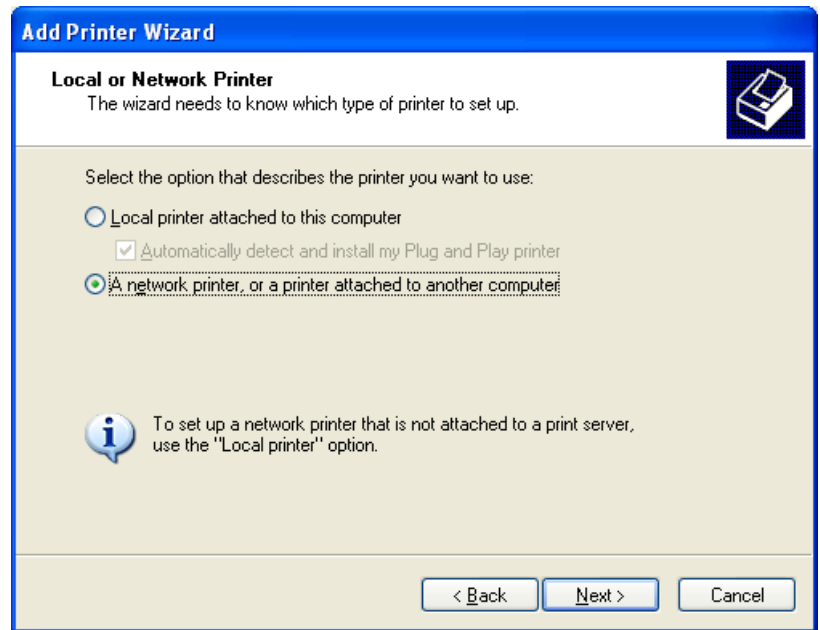 Add Printer Wizard
Local or Network Printer
The wizard needs to know which type of printer to set up.
Select the option that describes the printer you want to use:
Local printer attached to this computer
Automatically detect and install my Plug and Play printer
A network printer, or a printer attached to another computer
To set up a network printer that is not attached to a print server,
use the "Local printer" option.
< Back
Next >
Cancel